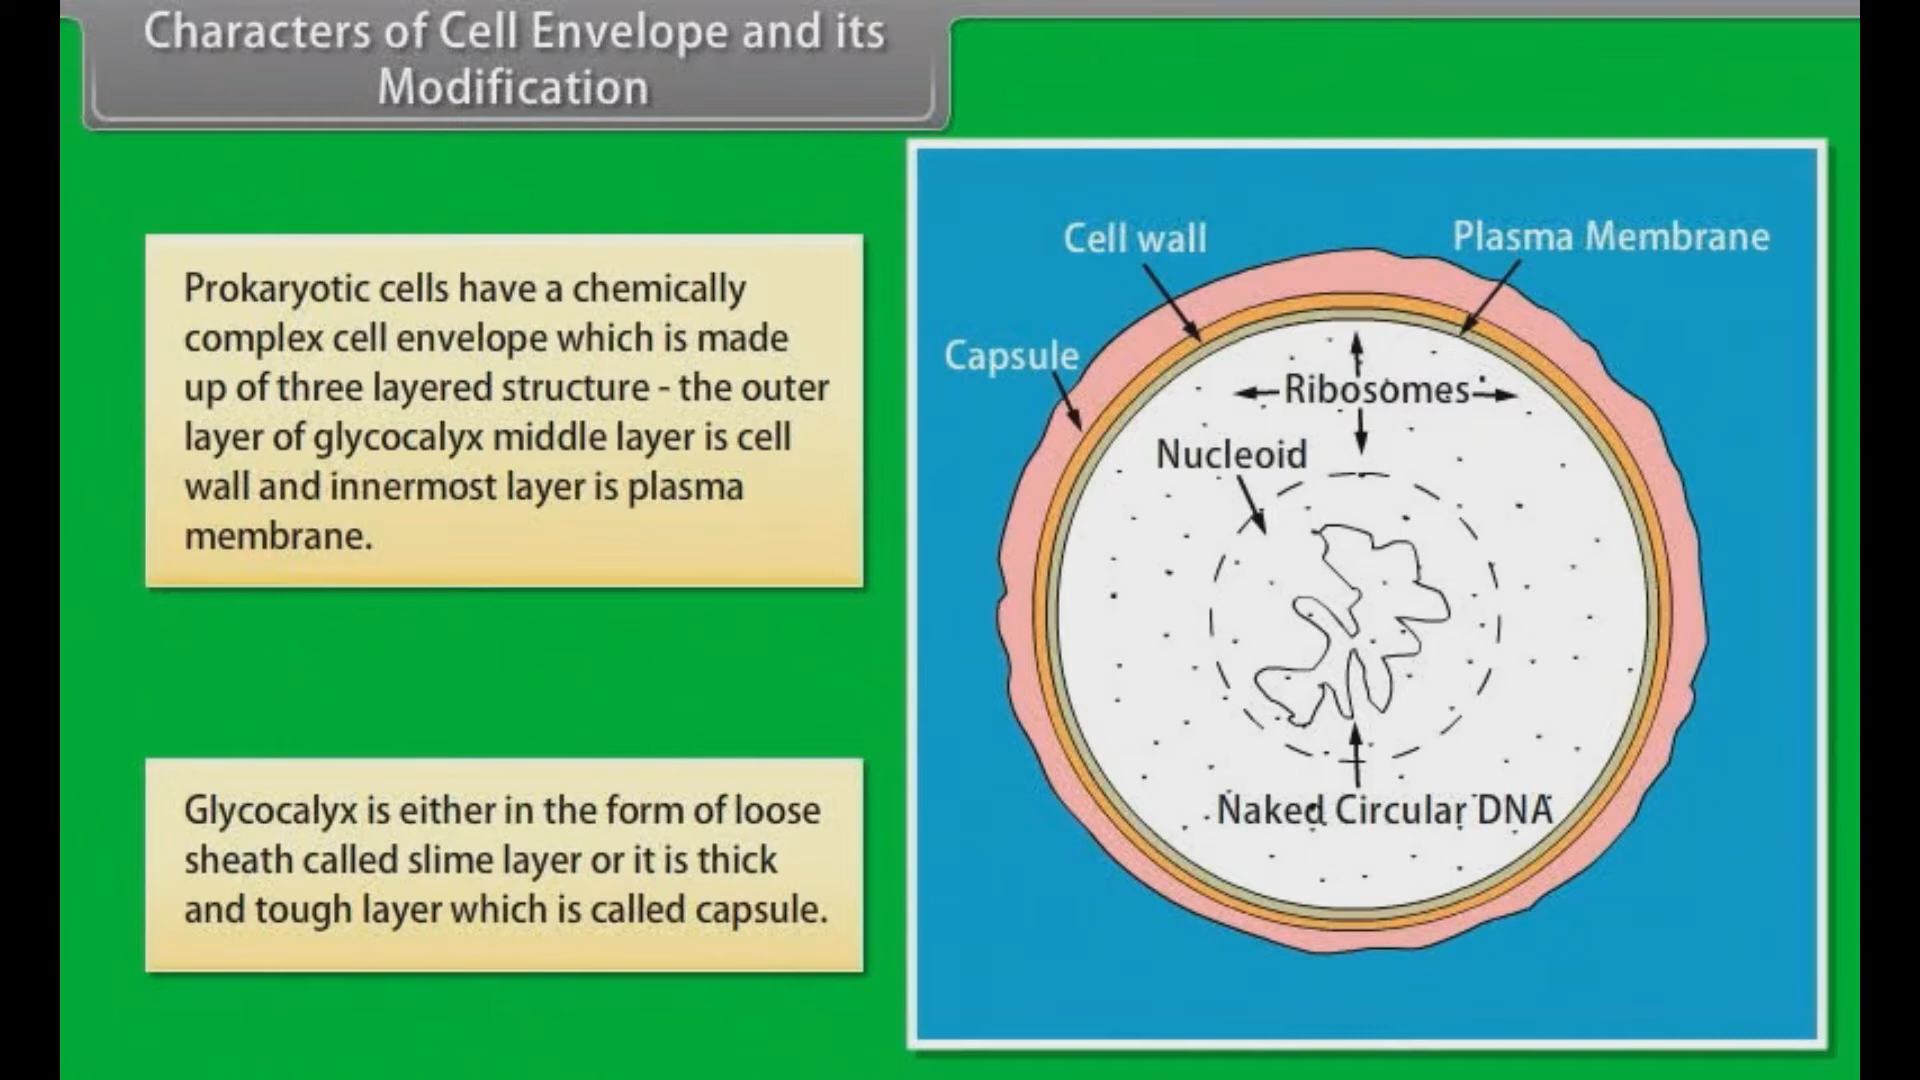 Characters of Cell Envelope and its
Modification
Prokaryotic cells have a chemically
complex cell envelope which is made
up of three layered structure - the outer
layer of glycocalyx middle layer is cell
wall and innermost layer is plasma
membrane.
Glycocalyx is either in the form of loose
sheath called slime layer or it is thick
and tough layer which is called capsule.
Cell wall
Plasma Membrane
Capsule
Ribosomes
Nucleoid
Naked Circular DNA